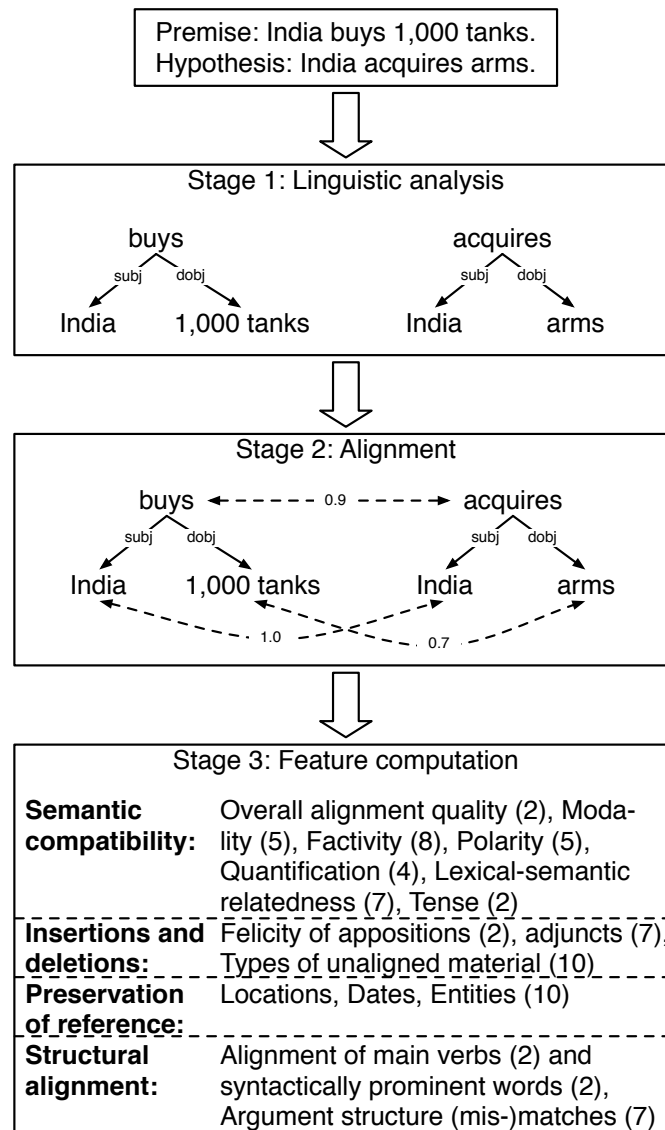 Premise: India buys 1,000 tanks.
Hypothesis: India acquires arms.
Stage 1: Linguistic analysis
buys acquires
subj dobj subj dobj
India 1,000 tanks India arms
Stage 2: Alignment
buys 0.9 acquires
subj dobj subj dobj
India 1,000 tanks India arms
1.0 0.7
Stage 3: Feature computation
Semantic Overall alignment quality (2), Moda-
compatibility: lity (5), Factivity (8), Polarity (5),
Quantification (4), Lexical-semantic
relatedness (7), Tense (2)
Insertions and Felicity of appositions (2), adjuncts (7),
deletions: Types of unaligned material (10)
Preservation Locations, Dates, Entities (10)
of reference:
Structural Alignment of main verbs (2) and
alignment: syntactically prominent words (2),
Argument structure (mis-)matches (7)